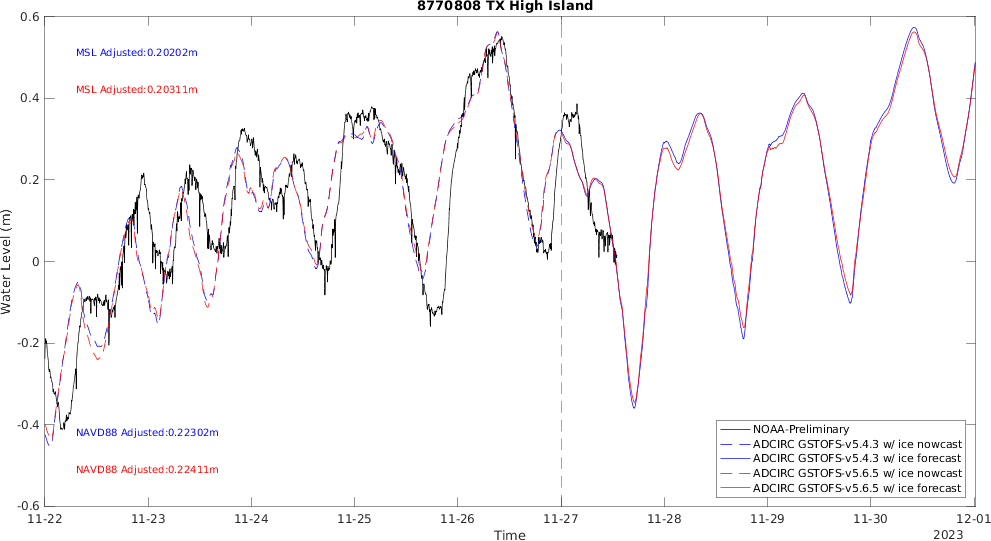 8770808 TX High Island
0.6
0.4
0.2
0
-0.2
-0.4
-0.6
Water Level (m)
MSL Adjusted:0.20202m
MSL Adjusted:0.20311m
NAVD88 Adjusted:0.22302m
NAVD88 Adjusted:0.22411m
NOAA-Preliminary
ADCIRC GSTOFS-v5.4.3 w/ ice nowcast
ADCIRC GSTOFS-v5.4.3 w/ ice forecast
ADCIRC GSTOFS-v5.6.5 w/ ice nowcast
ADCIRC GSTOFS-v5.6.5 w/ ice forecast
11-22 11-23 11-24 11-25 11-26 11-27 11-28 11-29 11-30 12-01
Time
2023